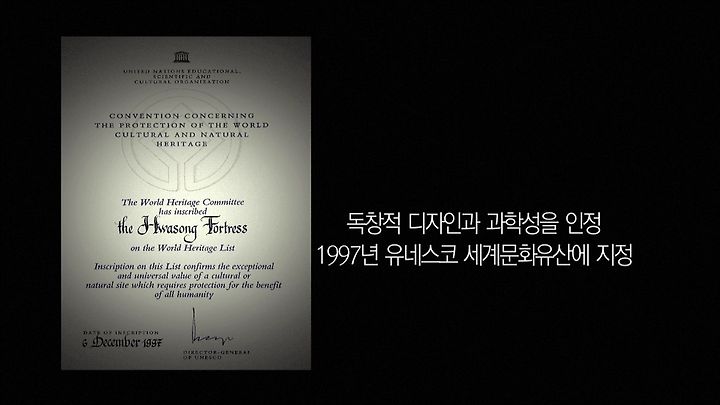 UNITED NATIONS EDUCATIONAL,
SCIENTIFIC AND
CULTURAL ORGANIZATION
CONVENTION CONCERNING
THE PROTECTION OF THE WORLD
CULTURAL AND NATURAL
HERITAGE
The World Heritage Committee
has inscribed
the Hwasong Fortress
on the World Heritage List
Inscription on this List confirms the exceptional
and universal value of a cultural or
natural site which requires protection for the benefit
of all humanity
DATE OF INSCRIPTION
6 December 1997
DIRECTOR-GENERAL
OF UNESCO
독창적 디자인과 과학성을 인정
1997년 유네스코 세계문화유산에 지정